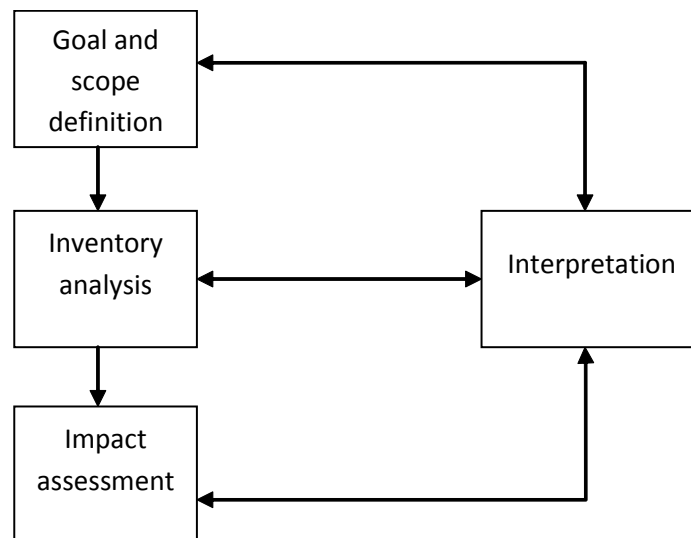 Goal and
scope
definition
Inventory
analysis
Interpretation
Impact
assessment